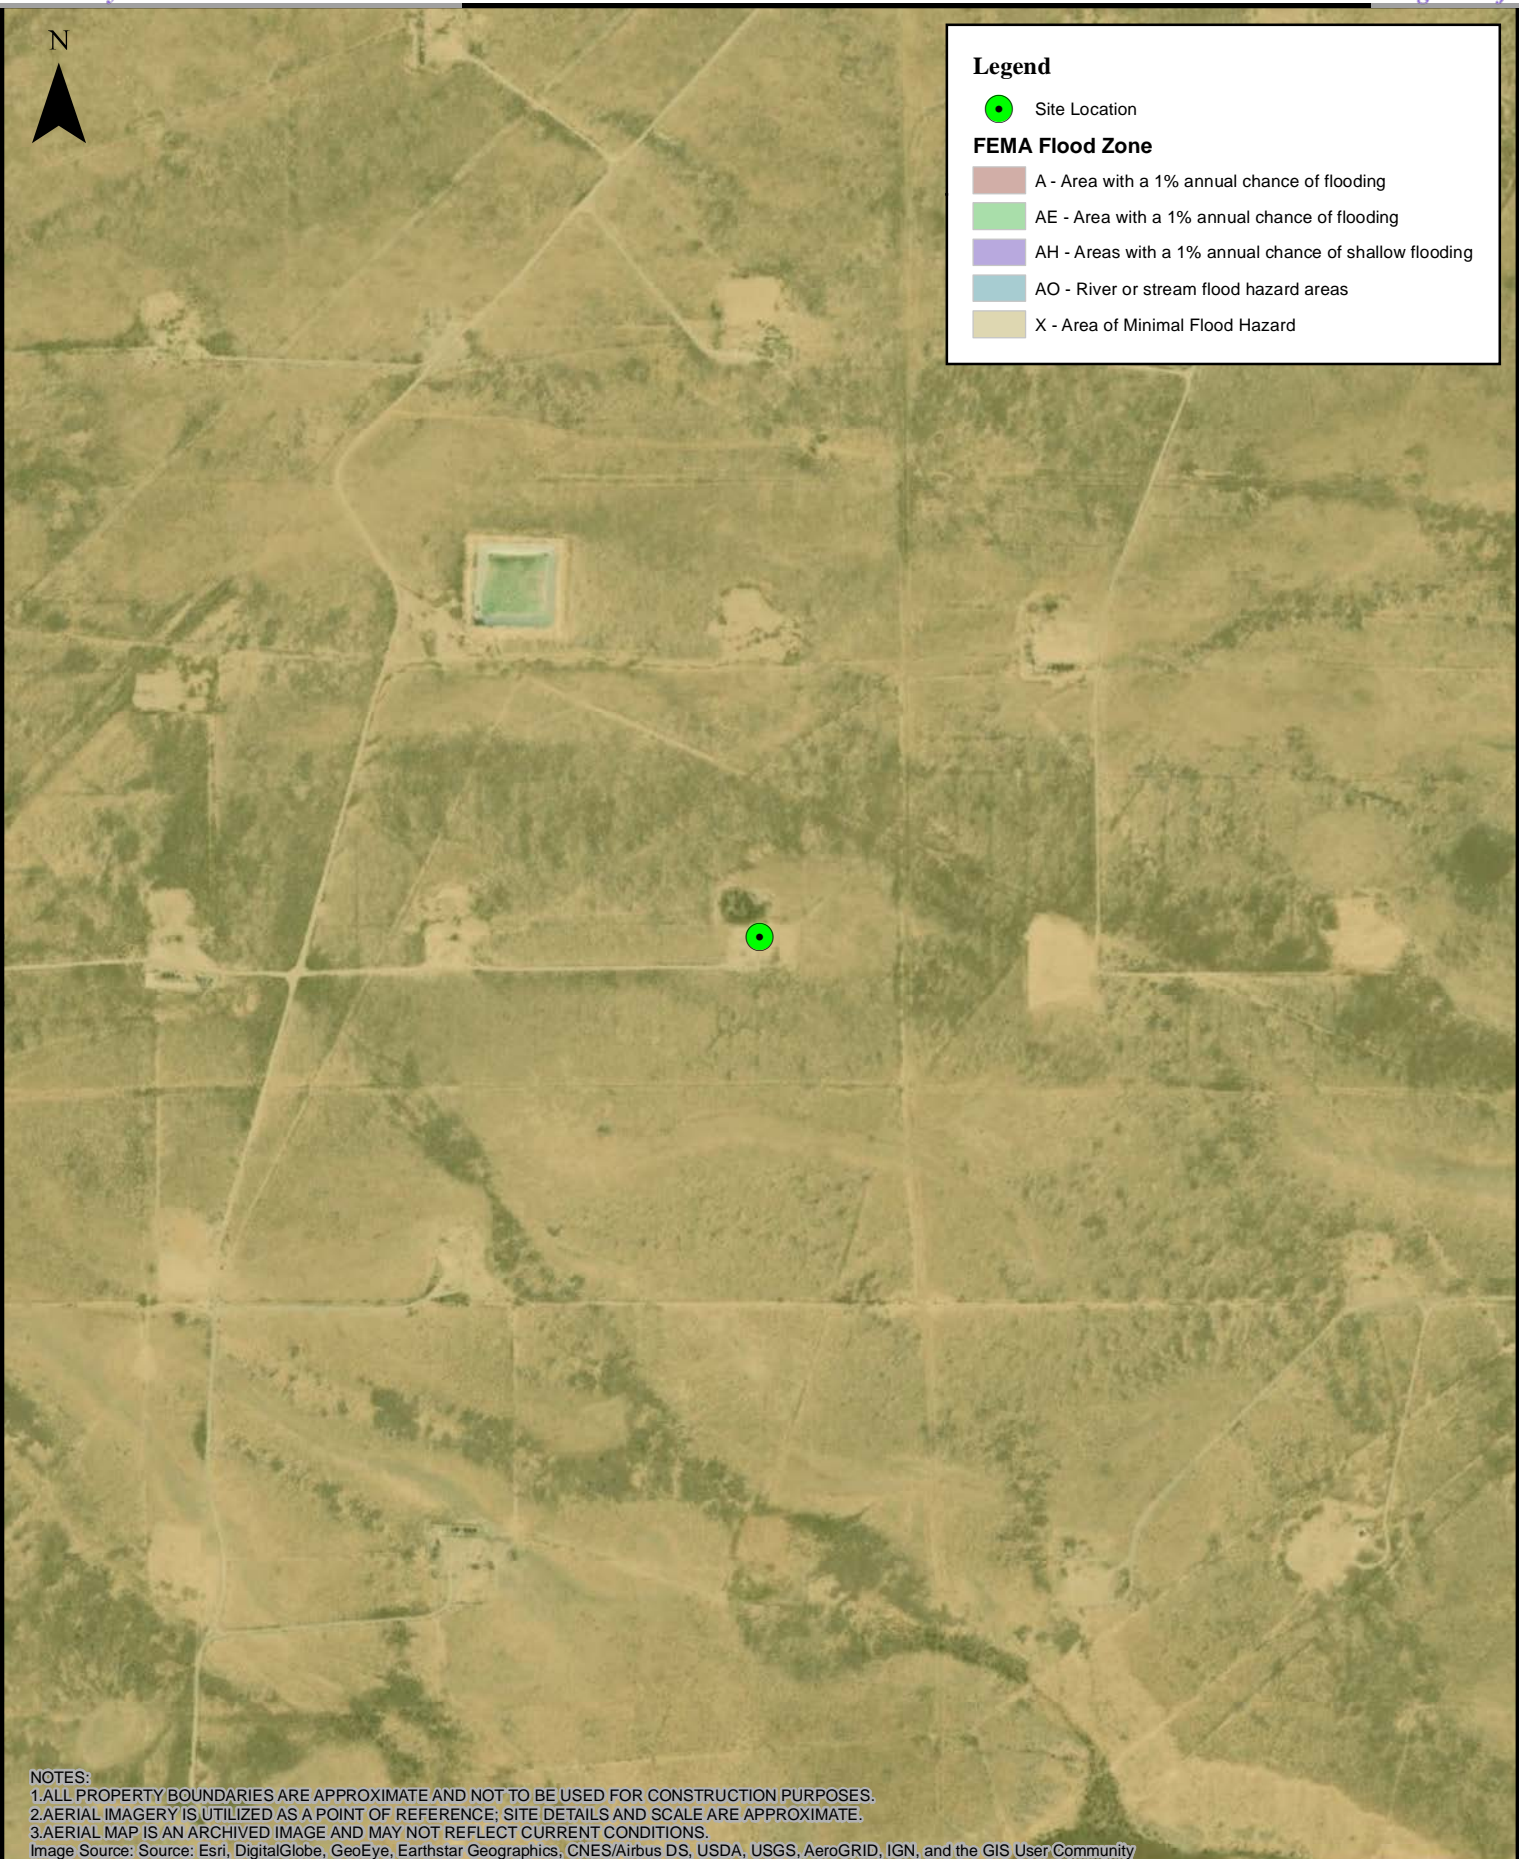 N
Legend
Site Location
FEMA Flood Zone
A - Area with a 1% annual chance of flooding
AE - Area with a 1% annual chance of flooding
AH - Areas with a 1% annual chance of shallow flooding
AO - River or stream flood hazard areas
X - Area of Minimal Flood Hazard
NOTES:
1.ALL PROPERTY BOUNDARIES ARE APPROXIMATE AND NOT TO BE USED FOR CONSTRUCTION PURPOSES.
2.AERIAL IMAGERY IS UTILIZED AS A POINT OF REFERENCE; SITE DETAILS AND SCALE ARE APPROXIMATE.
3.AERIAL MAP IS AN ARCHIVED IMAGE AND MAY NOT REFLECT CURRENT CONDITIONS.
Image Source: Source: Esri, DigitalGlobe, GeoEye, Earthstar Geographics, CNES/Airbus DS, USDA, USGS, AeroGRID, IGN, and the GIS User Community